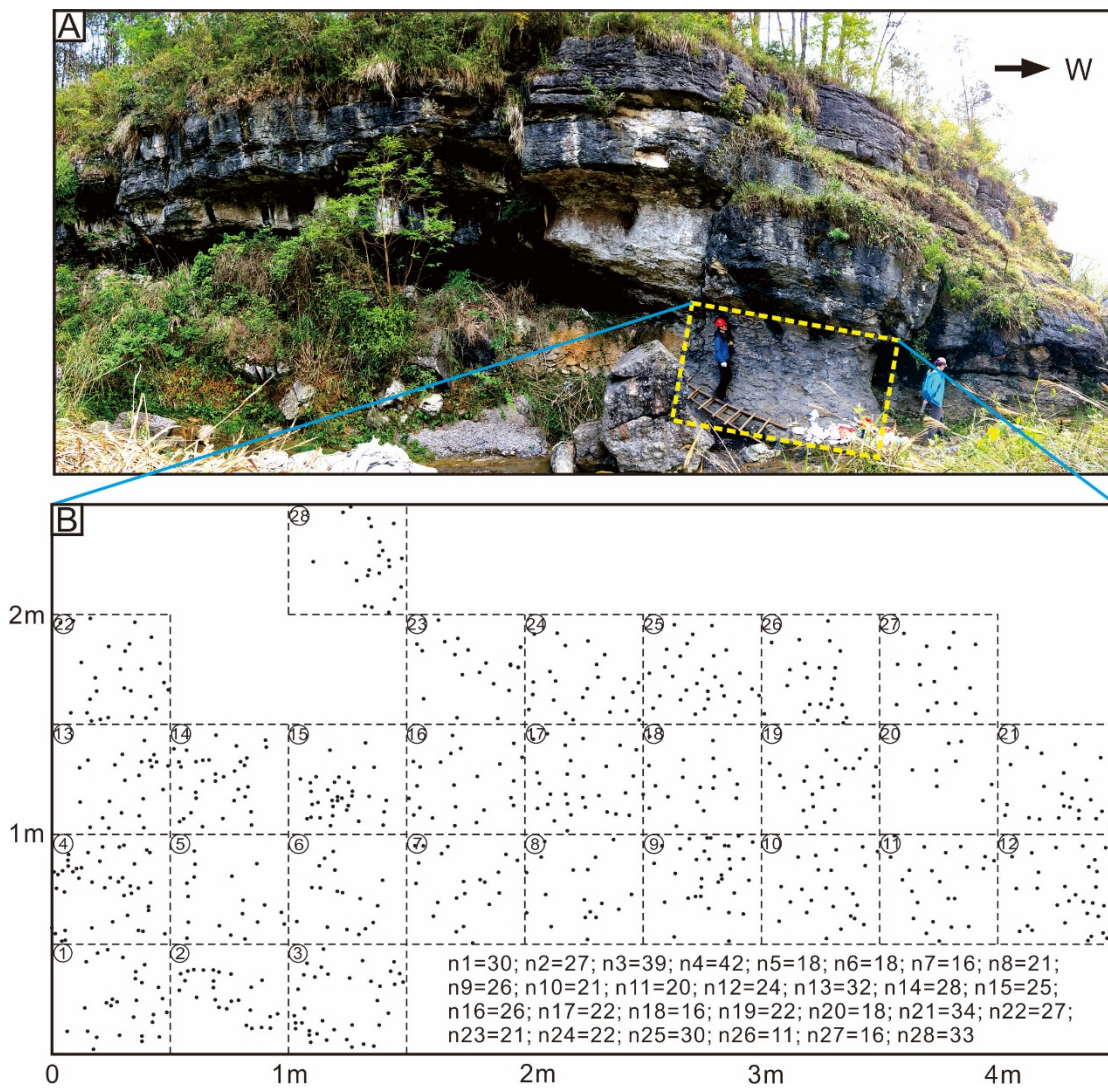 A
W
B
28
2m
22 23 24 25 26 27
13 14 15 16 17 18 19 20 21
1m
4 5 6 7 8 9 10 11 12
1 2 3
n1=30; n2=27; n3=39; n4=42; n5=18; n6=18; n7=16; n8=21;
n9=26; n10=21; n11=20; n12=24; n13=32; n14=28; n15=25;
n16=26; n17=22; n18=16; n19=22; n20=18; n21=34; n22=27;
n23=21; n24=22; n25=30; n26=11; n27=16; n28=33
0 1m 2m 3m 4m